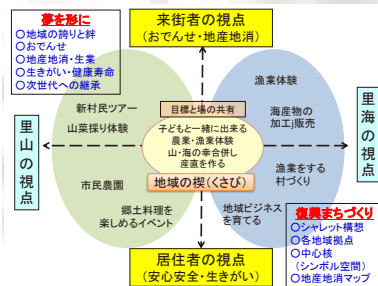 夢を形に
○地域の誇りと絆
○おでんせ
○地産地消・生業
○生きがい・健康寿命
○次世代への継承
来街者の視点
(おでんせ・地産地消)
漁業体験
新村民ツアー
山菜採り体験
目標と場の共有
海産物の
加工販売
里山の視点
子どもと一緒に出来る
農業・漁業体験
山・海の幸合併し
産直を作る
里海の視点
地域の楔(くさび)
漁業をする
村づくり
市民農園
郷土料理を
楽しめるイベント
地域ビジネス
を育てる
居住者の視点
(安心安全・生きがい)
復興まちづくり
○シャレット構想
○各地域拠点
○中心核
(シンボル空間)
○地産地消マップ